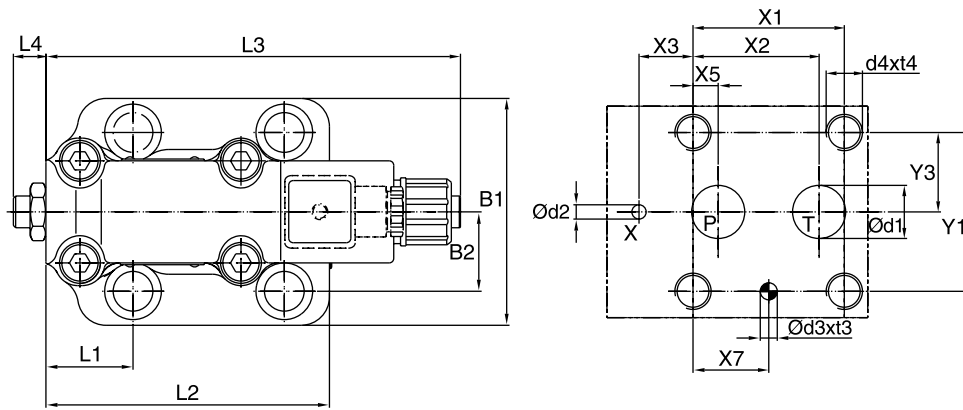 L4
L3
B1
B2
L1
L2
X1
X3
X2
d4xt4
X5
Y3
Ød2
P
T
X
Ød1
Y1
Ød3xt3
X7